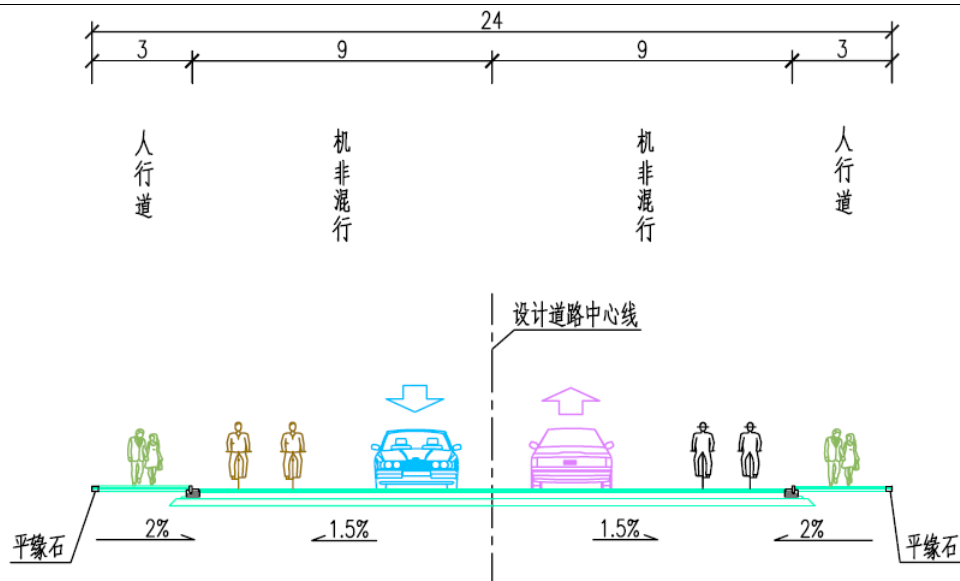 24
3 9 9 3
人行道 机非混行 机非混行 人行道
设计道路中心线
2% 1.5% 1.5% 2%
平缘石 平缘石